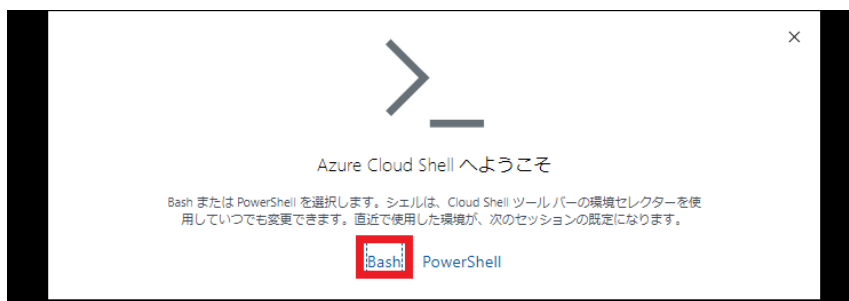 Azure Cloud Shell へようこそ
Bash または PowerShell を選択します。シェルは、Cloud Shell ツール バーの環境セレクターを使
用していつでも変更できます。直近で使用した環境が、次のセッションの既定になります。
Bash PowerShell